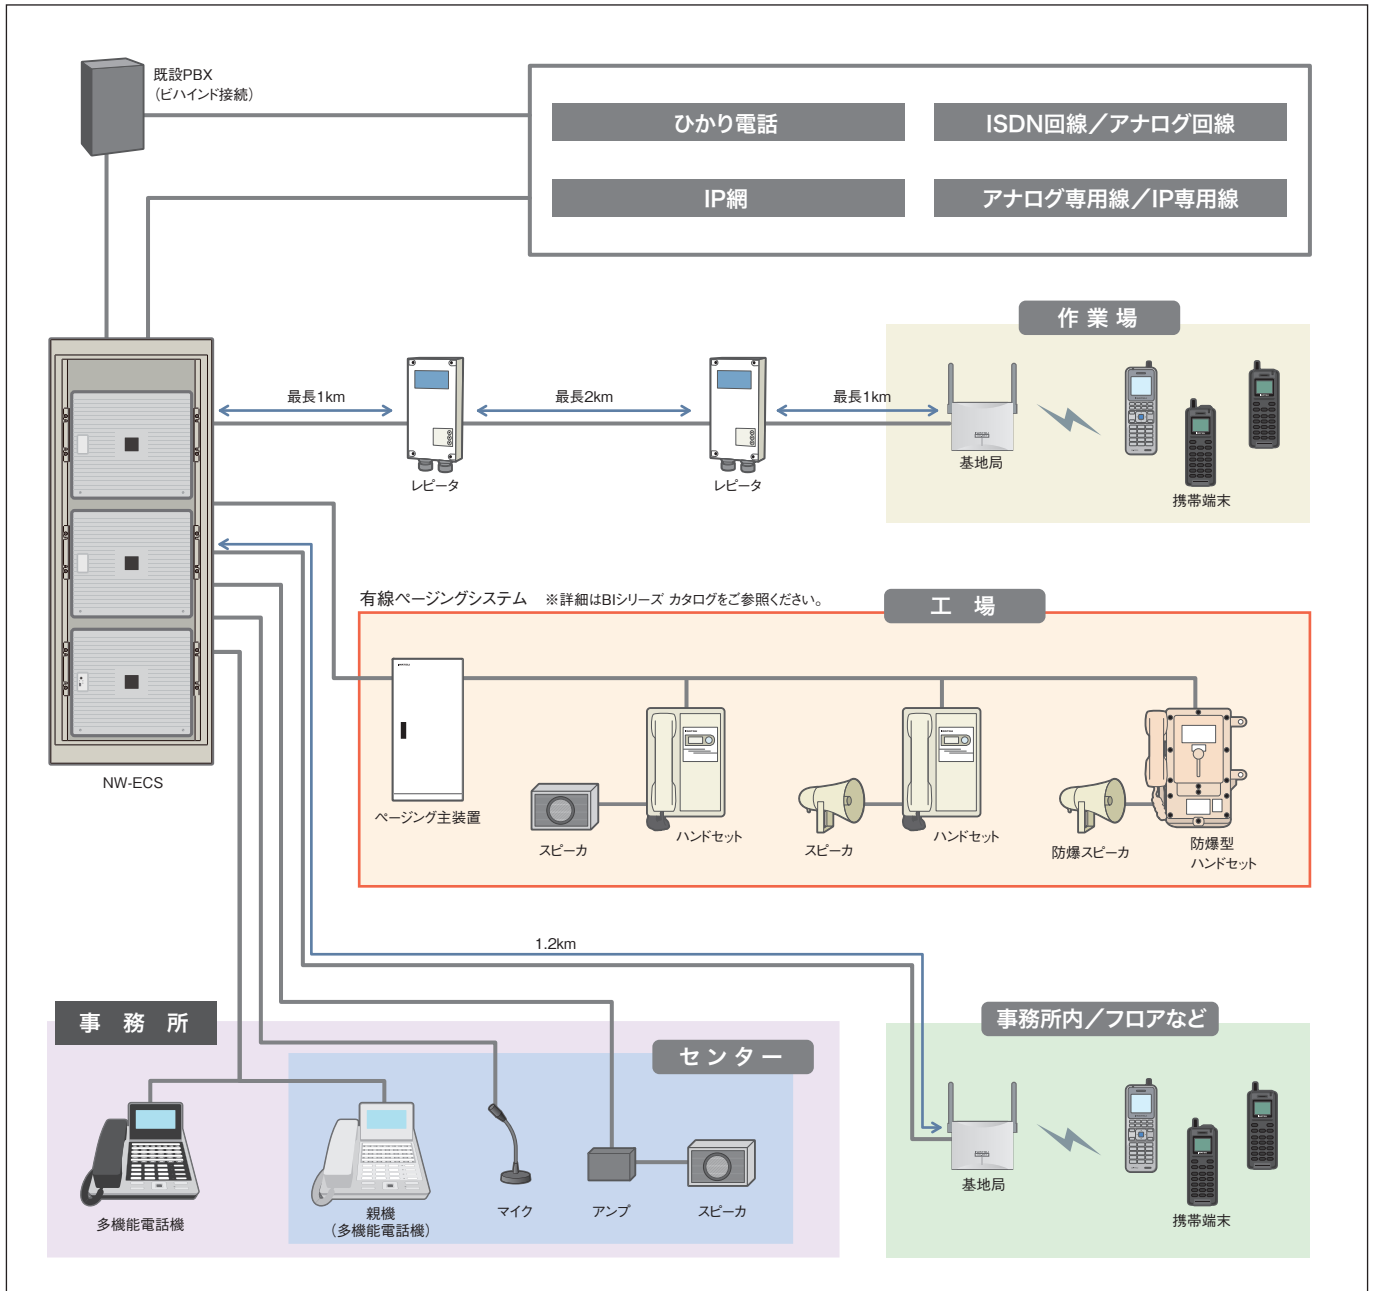 既設PBX
（ビハインド接続）
ひかり電話
ISDN回線／アナログ回線
IP網
アナログ専用線／IP専用線
作業場
最長1km
最長2km
最長1km
レピータ
レピータ
基地局
携帯端末
NW-ECS
有線ページングシステム ※詳細はBIシリーズ カタログをご参照ください。
工場
ページング主装置
スピーカ
ハンドセット
スピーカ
ハンドセット
防爆スピーカ
防爆型
ハンドセット
1.2km
事務所
センター
事務所内／フロアなど
多機能電話機
親機
（多機能電話機）
マイク
アンプ
スピーカ
基地局
携帯端末